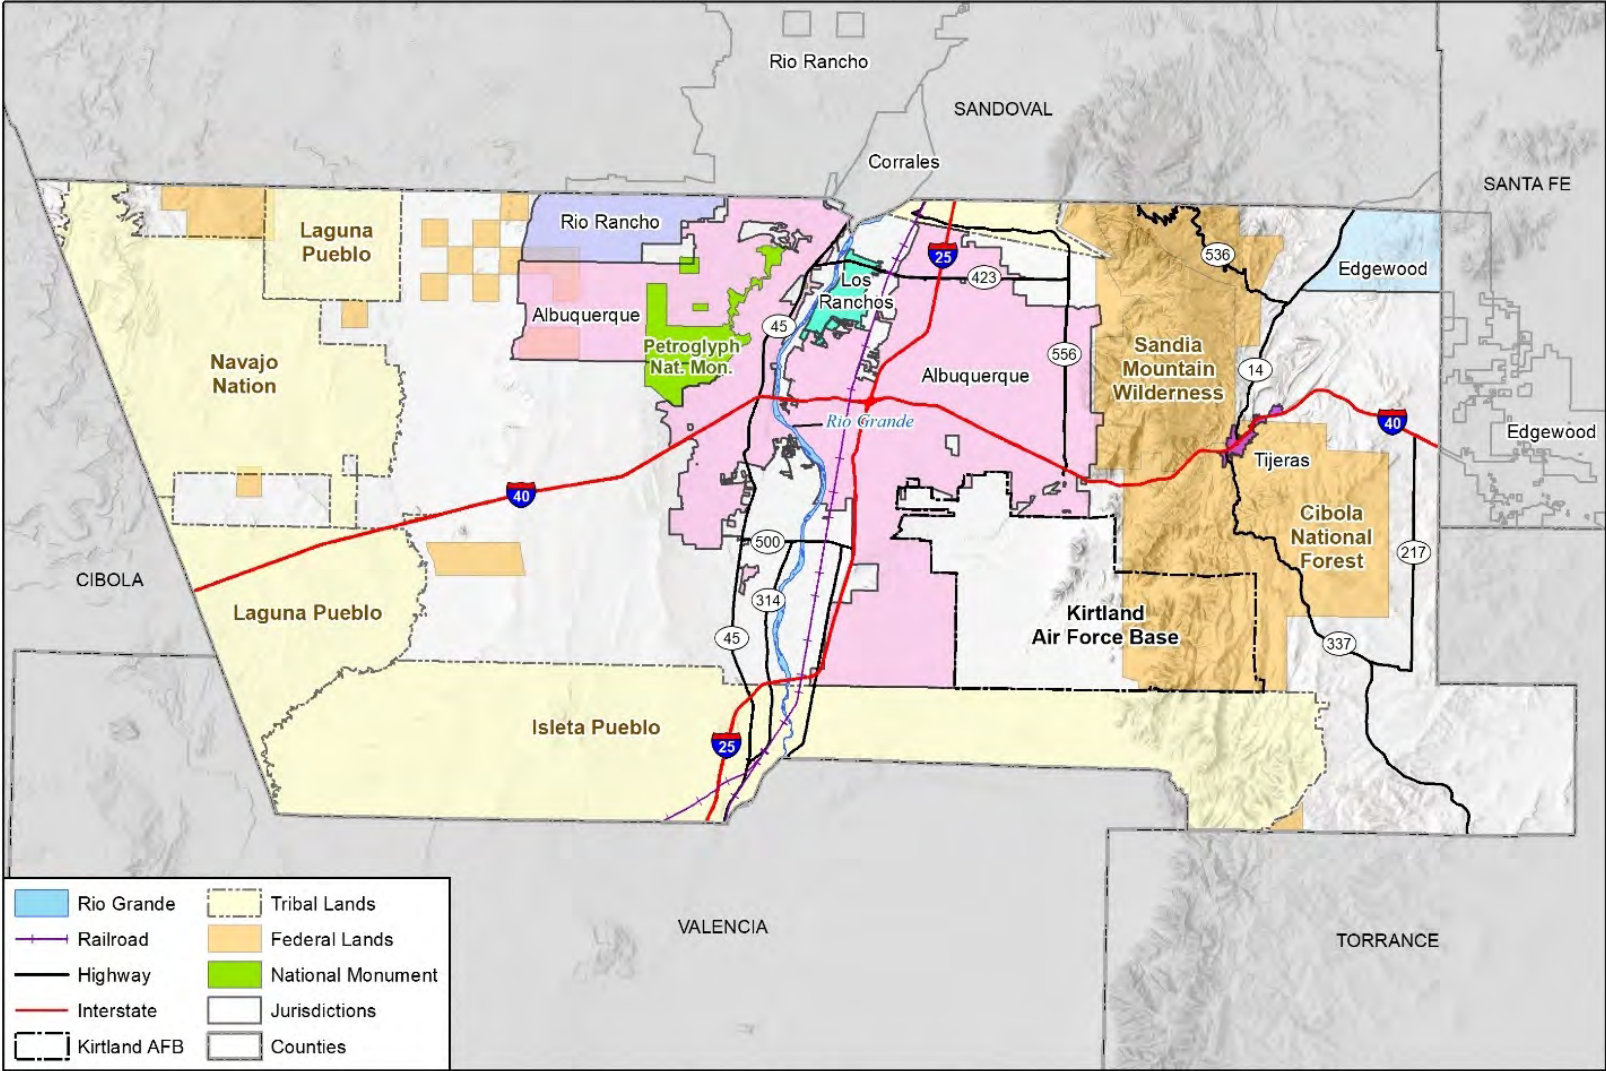 Rio Rancho
SANDOVAL
Corrales
SANTA FE
Rio Rancho
Laguna
Pueblo
25
536
Edgewood
423
Los
Ranchos
Albuquerque
45
Petroglyph
Nat. Mon.
556
Sandia
Mountain
Wilderness
14
Navajo
Nation
Albuquerque
Rio Grande
40
Edgewood
Tijeras
40
Cibola
National
Forest
500
217
CIBOLA
314
Laguna Pueblo
45
Kirtland
Air Force Base
337
Isleta Pueblo
25
VALENCIA
TORRANCE
Rio Grande
Railroad
Highway
Interstate
Kirtland AFB
Tribal Lands
Federal Lands
National Monument
Jurisdictions
Counties